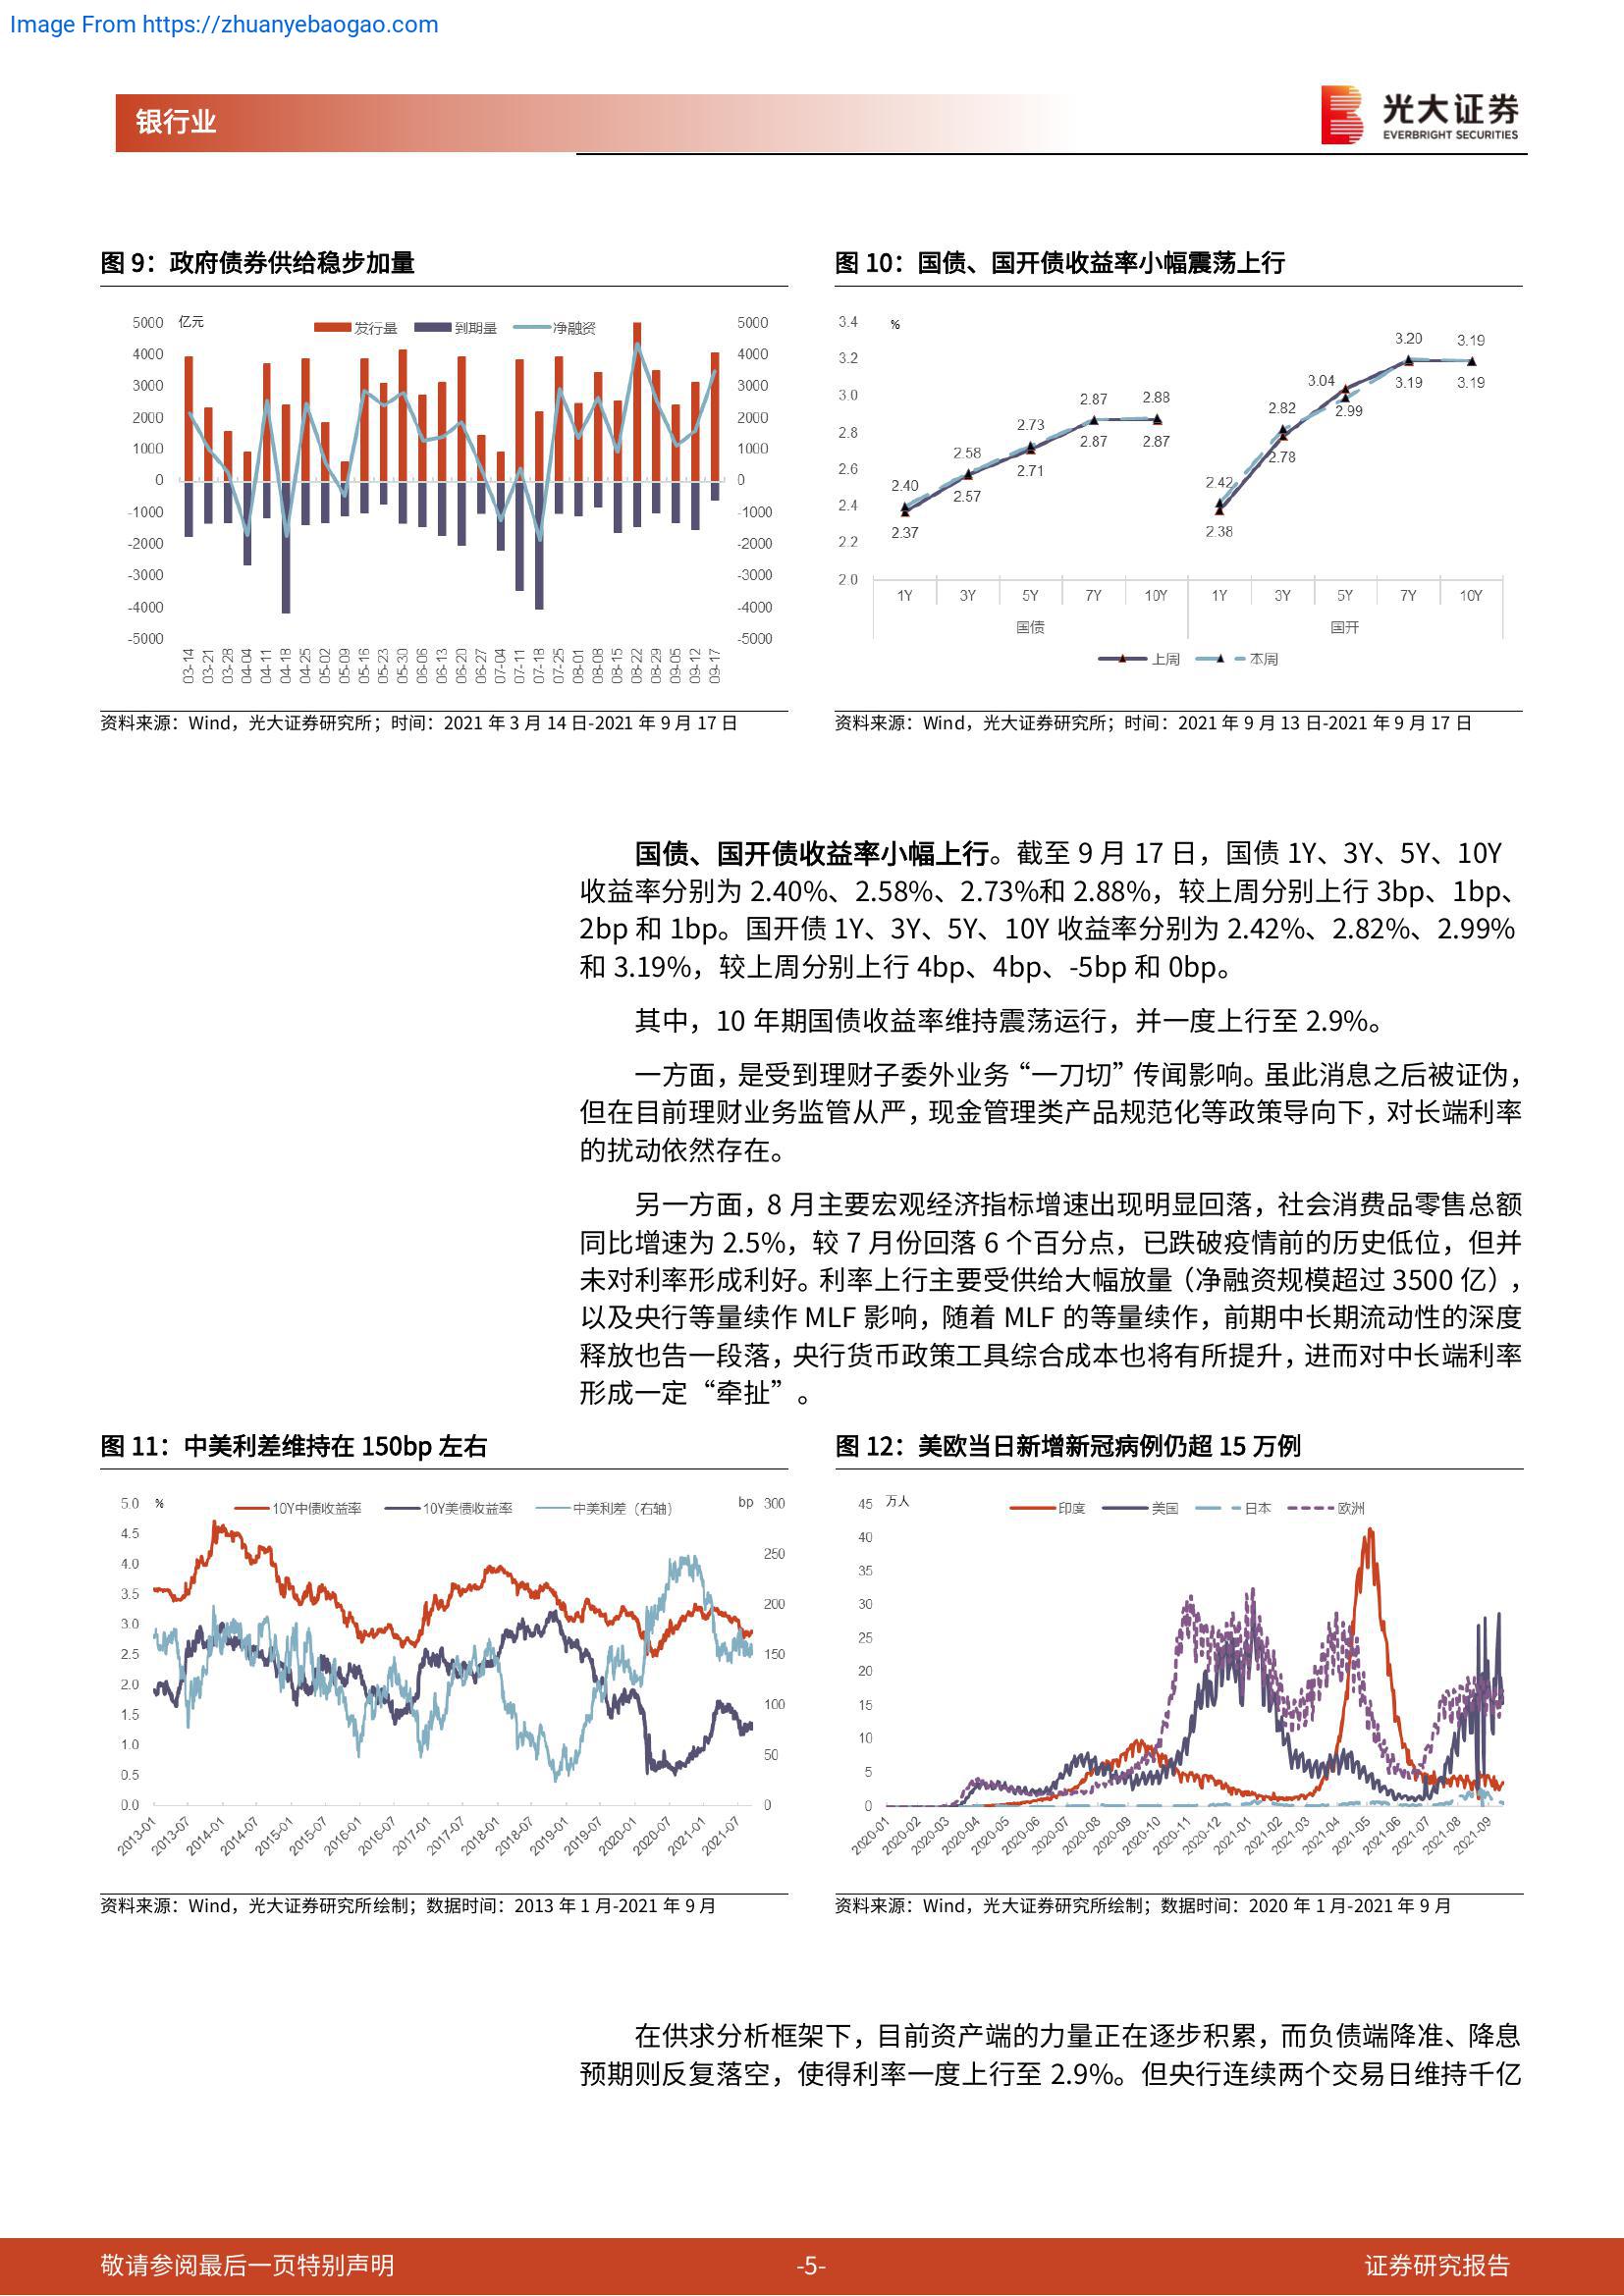 Image From https://zhuanyebaogao.com
银行业
光大证券
EVERBRIGHT SECURITIES
图 9：政府债券供给稳步加量
图 10：国债、国开债收益率小幅震荡上行
亿元
发行量 到期量 净融资
5000 5000
4000 4000
3000 3000
2000 2000
1000 1000
0 0
-1000 -1000
-2000 -2000
-3000 -3000
-4000 -4000
-5000 -5000
03-14 03-21 03-28 04-04 04-11 04-18 04-25 05-02 05-09 05-16 05-23 05-30 06-06 06-13 06-20 06-27 07-04 07-11 07-18 07-25 08-01 08-08 08-15 08-22 08-29 09-05 09-12 09-17
%
3.4
3.2
3.0
2.8
2.6
2.4
2.2
2.0
2.40 2.58 2.73 2.87 2.88 2.42 2.82 3.04 3.20 3.19
2.37 2.57 2.71 2.87 2.87 2.38 2.78 2.99 3.19 3.19
1Y 3Y 5Y 7Y 10Y 1Y 3Y 5Y 7Y 10Y
国债 国开
上周 本周
资料来源：Wind，光大证券研究所；时间：2021 年 3 月 14 日-2021 年 9 月 17 日
资料来源：Wind，光大证券研究所；时间：2021 年 9 月 13 日-2021 年 9 月 17 日
国债、国开债收益率小幅上行。截至 9 月 17 日，国债 1Y、3Y、5Y、10Y
收益率分别为 2.40%、2.58%、2.73%和 2.88%，较上周分别上行 3bp、1bp、
2bp 和 1bp。国开债 1Y、3Y、5Y、10Y 收益率分别为 2.42%、2.82%、2.99%
和 3.19%，较上周分别上行 4bp、4bp、-5bp 和 0bp。
其中，10 年期国债收益率维持震荡运行，并一度上行至 2.9%。
一方面，是受到理财子委外业务“一刀切”传闻影响。虽此消息之后被证伪，
但在目前理财业务监管从严，现金管理类产品规范化等政策导向下，对长端利率
的扰动依然存在。
另一方面，8 月主要宏观经济指标增速出现明显回落，社会消费品零售总额
同比增速为 2.5%，较 7 月份回落 6 个百分点，已跌破疫情前的历史低位，但并
未对利率形成利好。利率上行主要受供给大幅放量（净融资规模超过 3500 亿），
以及央行等量续作 MLF 影响，随着 MLF 的等量续作，前期中长期流动性的深度
释放也告一段落，央行货币政策工具综合成本也将有所提升，进而对中长端利率
形成一定“牵扯”。
图 11：中美利差维持在 150bp 左右
图 12：美欧当日新增新冠病例仍超 15 万例
% 10Y中债收益率 10Y美债收益率 中美利差（右轴） bp
5.0
4.5
4.0
3.5
3.0
2.5
2.0
1.5
1.0
0.5
0.0
300
250
200
150
100
50
0
2013-01 2013-07 2014-01 2014-07 2015-01 2015-07 2016-01 2016-07 2017-01 2017-07 2018-01 2018-07 2019-01 2019-07 2020-01 2020-07 2021-01 2021-07
万人 印度 美国 日本 欧洲
45
40
35
30
25
20
15
10
5
0
2020-01 2020-02 2020-03 2020-04 2020-05 2020-06 2020-07 2020-08 2020-09 2020-10 2020-11 2020-12 2021-01 2021-02 2021-03 2021-04 2021-05 2021-06 2021-07 2021-08 2021-09
资料来源：Wind，光大证券研究所绘制；数据时间：2013 年 1 月-2021 年 9 月
资料来源：Wind，光大证券研究所绘制；数据时间：2020 年 1 月-2021 年 9 月
在供求分析框架下，目前资产端的力量正在逐步积累，而负债端降准、降息
预期则反复落空，使得利率一度上行至 2.9%。但央行连续两个交易日维持千亿
敬请参阅最后一页特别声明
-5-
证券研究报告